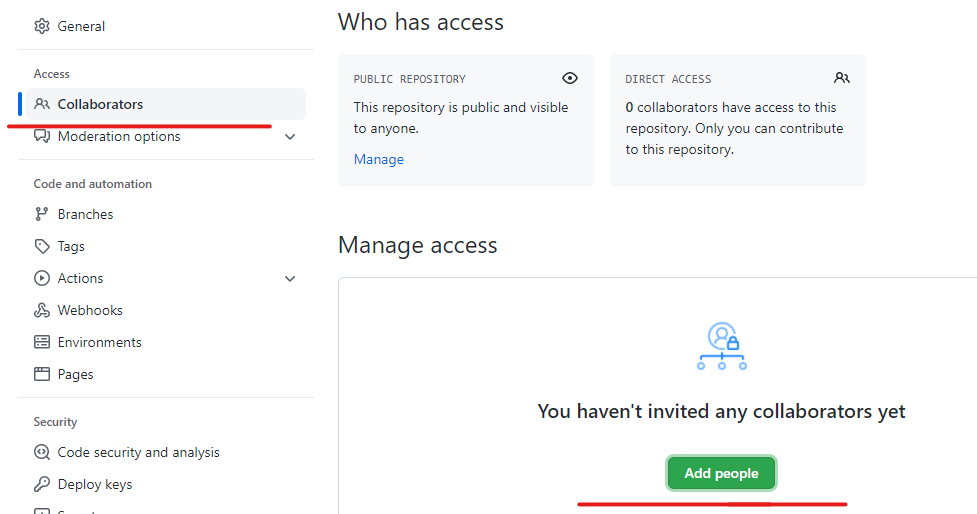 General
Access
Collaborators
Moderation options
Code and automation
Branches
Tags
Actions
Webhooks
Environments
Pages
Security
Code security and analysis
Deploy keys
Who has access
PUBLIC REPOSITORY
This repository is public and visible
to anyone.
Manage
DIRECT ACCESS
0 collaborators have access to this
repository. Only you can contribute
to this repository.
Manage access
You haven't invited any collaborators yet
Add people